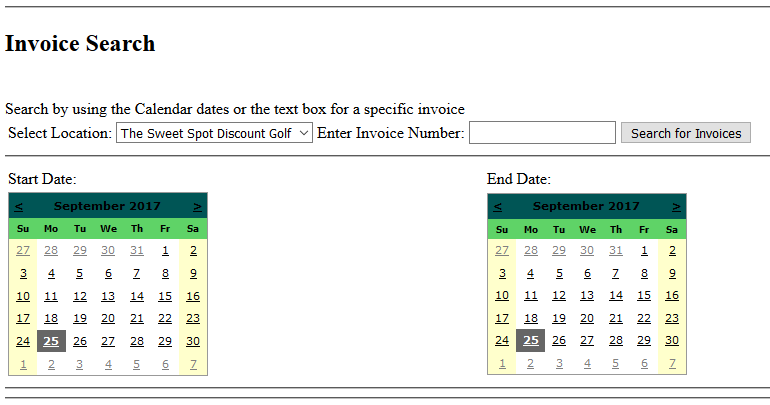 Invoice Search
Search by using the Calendar dates or the text box for a specific invoice
Select Location: The Sweet Spot Discount Golf Enter Invoice Number: Search for Invoices
Start Date:
< September 2017 >
Su Mo Tu We Th Fr Sa
27 28 29 30 31 1 2
3 4 5 6 7 8 9
10 11 12 13 14 15 16
17 18 19 20 21 22 23
24 25 26 27 28 29 30
1 2 3 4 5 6 7
End Date:
< September 2017 >
Su Mo Tu We Th Fr Sa
27 28 29 30 31 1 2
3 4 5 6 7 8 9
10 11 12 13 14 15 16
17 18 19 20 21 22 23
24 25 26 27 28 29 30
1 2 3 4 5 6 7